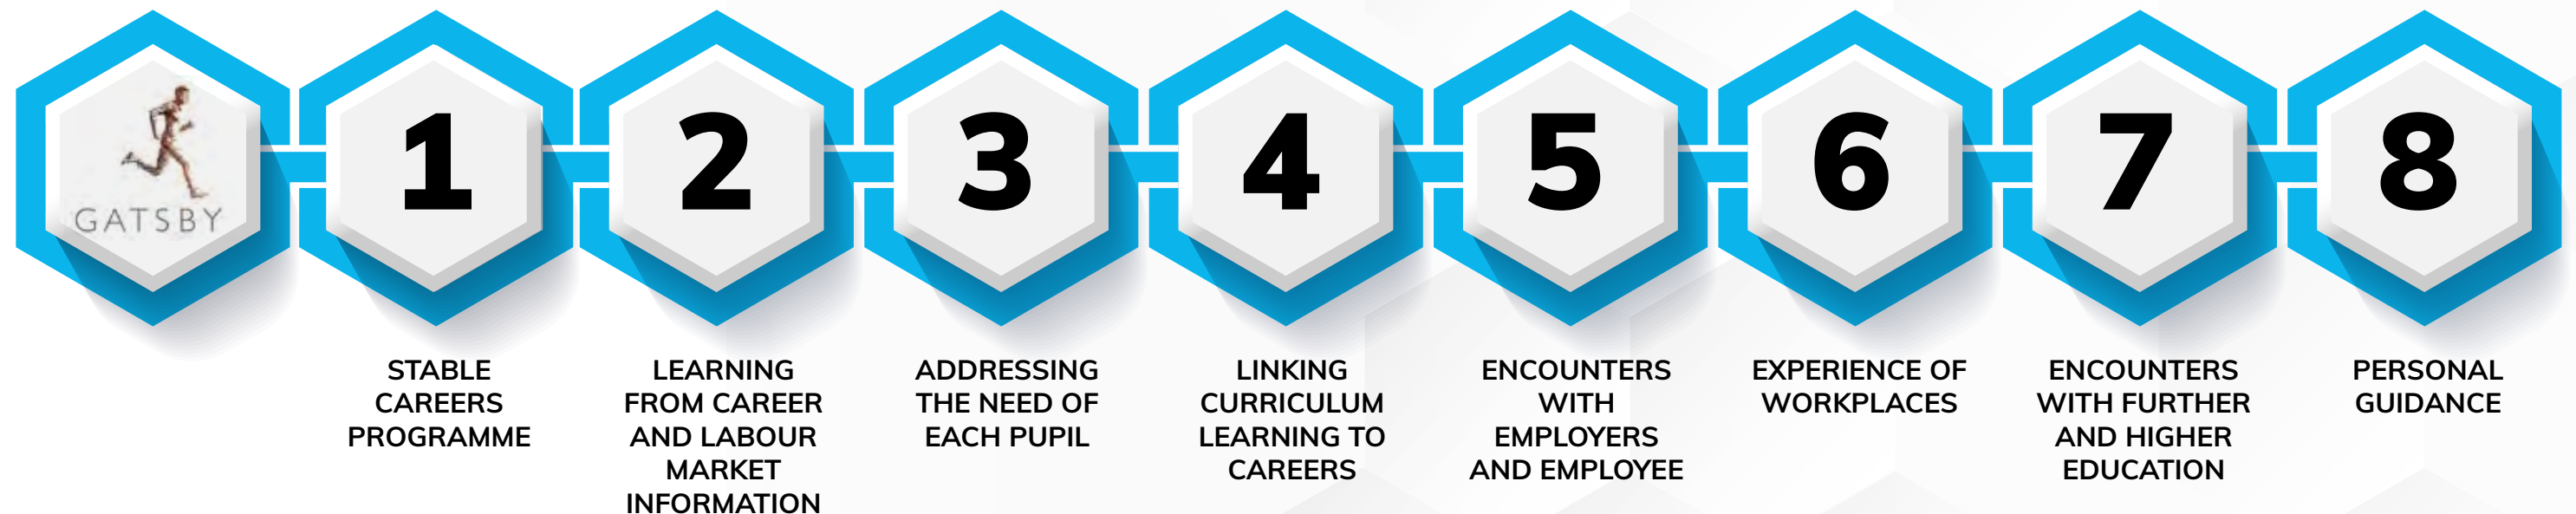 GATSBY
1
STABLE
CAREERS
PROGRAMME
2
LEARNING
FROM CAREER
AND LABOUR
MARKET
INFORMATION
3
ADDRESSING
THE NEED OF
EACH PUPIL
4
LINKING
CURRICULUM
LEARNING TO
CAREERS
5
ENCOUNTERS
WITH
EMPLOYERS
AND EMPLOYEE
6
EXPERIENCE OF
WORKPLACES
7
ENCOUNTERS
WITH FURTHER
AND HIGHER
EDUCATION
8
PERSONAL
GUIDANCE